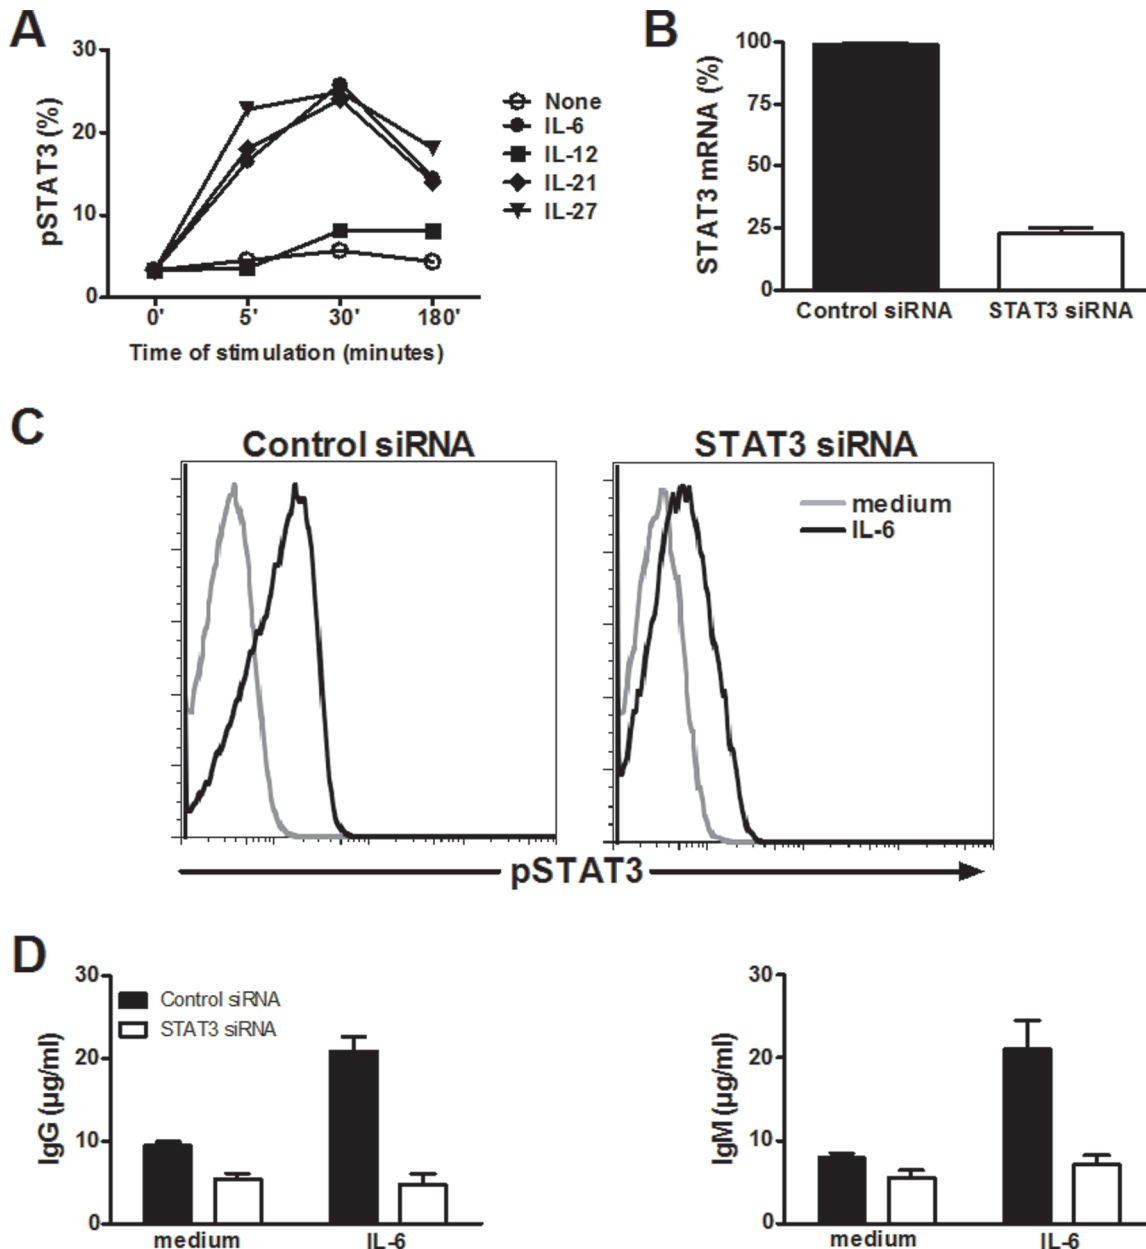 A
30
20
10
0
pSTAT3 (%)
0' 5' 30' 180'
Time of stimulation (minutes)
None
IL-6
IL-12
IL-21
IL-27
B
100
75
50
25
0
STAT3 mRNA (%)
Control siRNA STAT3 siRNA
C
Control siRNA
STAT3 siRNA
medium
IL-6
pSTAT3
D
30
20
10
0
IgG (µg/ml)
Control siRNA
STAT3 siRNA
medium IL-6
30
20
10
0
IgM (µg/ml)
medium IL-6